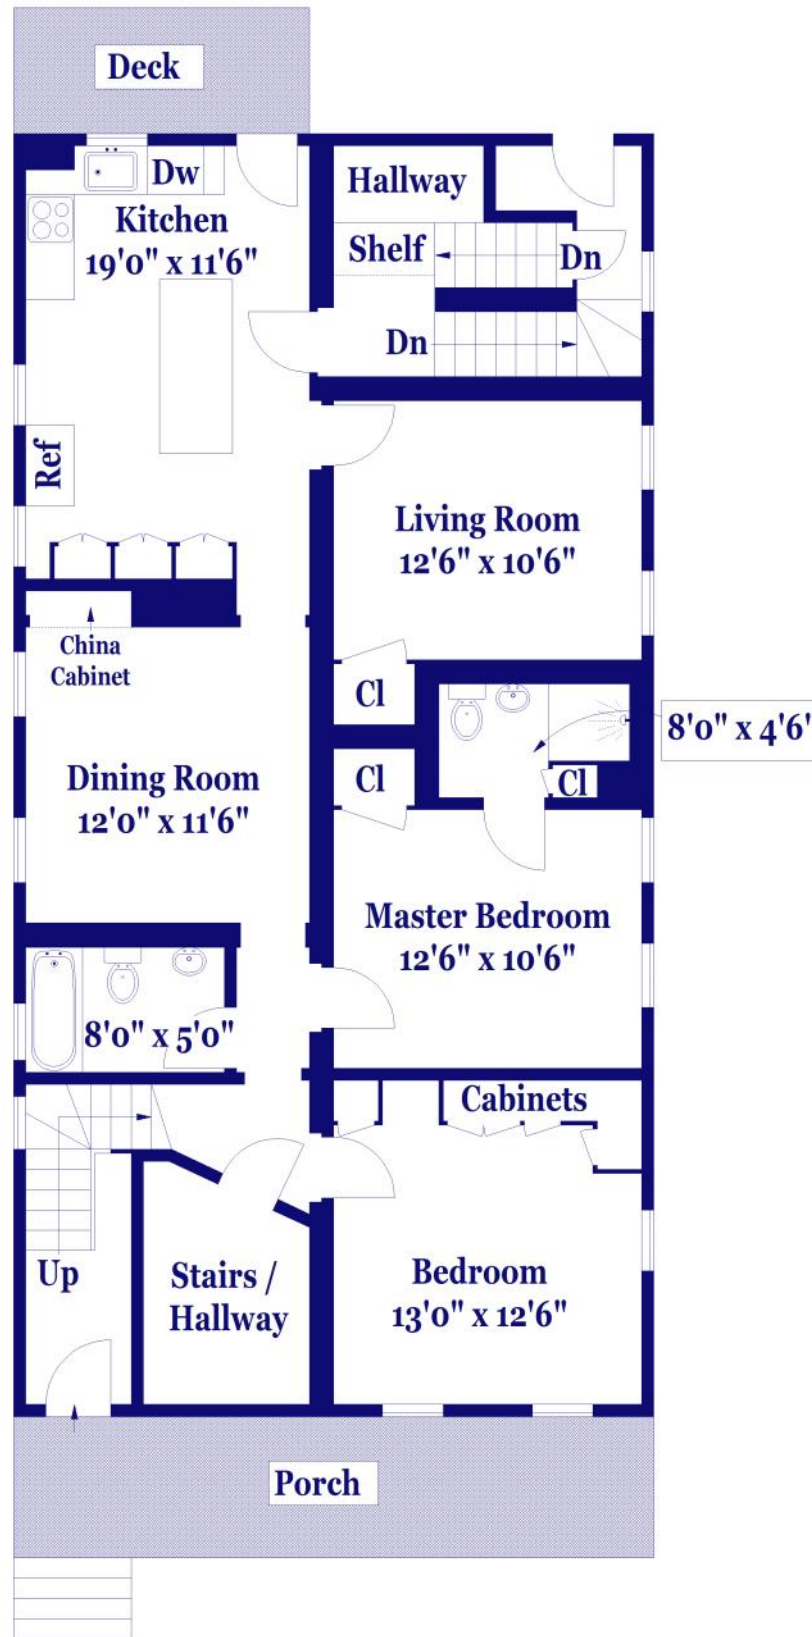 Deck
Dw
Hallway
Kitchen
19'0" x 11'6"
Shelf
Dn
Dn
Ref
Living Room
12'6" x 10'6"
China
Cabinet
Cl
8'0" x 4'6"
Cl
Cl
Dining Room
12'0" x 11'6"
Master Bedroom
12'6" x 10'6"
8'0" x 5'0"
Cabinets
Up
Stairs /
Hallway
Bedroom
13'0" x 12'6"
Porch